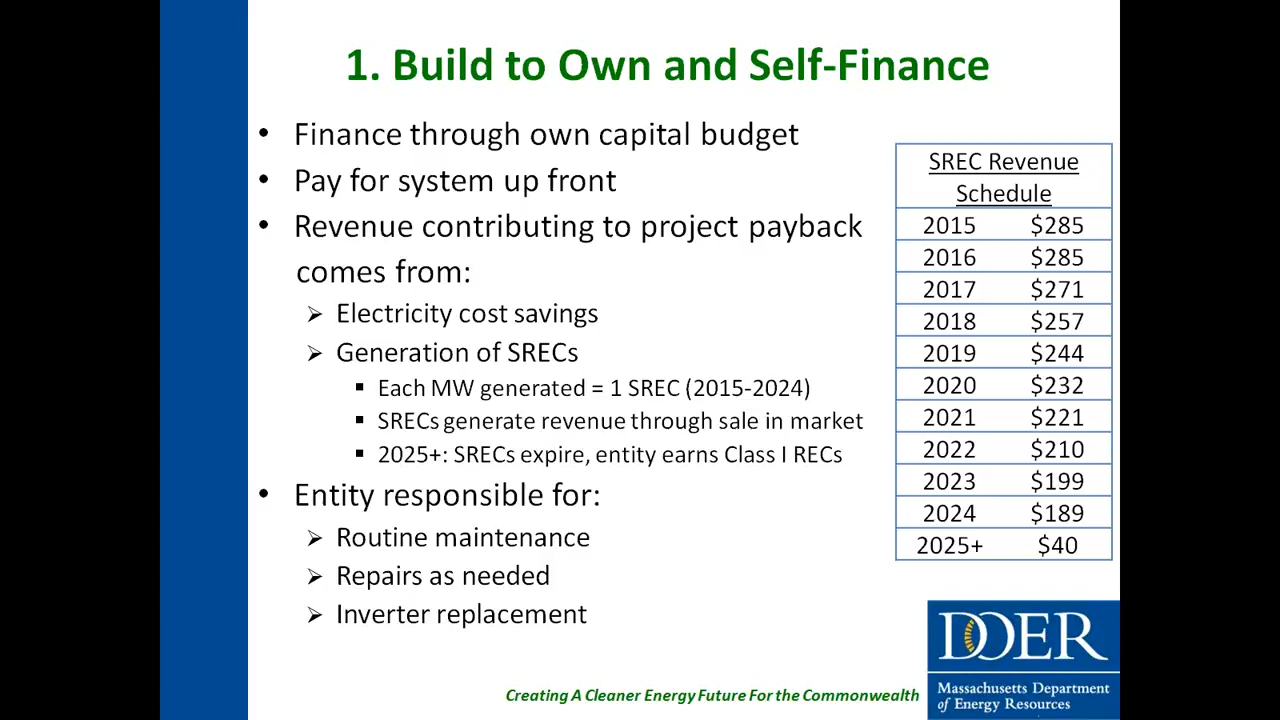 1. Build to Own and Self-Finance
• Finance through own capital budget
• Pay for system up front
• Revenue contributing to project payback
comes from:
➢ Electricity cost savings
➢ Generation of SRECs
▪ Each MW generated = 1 SREC (2015-2024)
▪ SRECs generate revenue through sale in market
▪ 2025+: SRECs expire, entity earns Class I RECs
• Entity responsible for:
➢ Routine maintenance
➢ Repairs as needed
➢ Inverter replacement
SREC Revenue
Schedule
2015 $285
2016 $285
2017 $271
2018 $257
2019 $244
2020 $232
2021 $221
2022 $210
2023 $199
2024 $189
2025+ $40
Creating A Cleaner Energy Future For the Commonwealth
DOER
Massachusetts Department
of Energy Resources